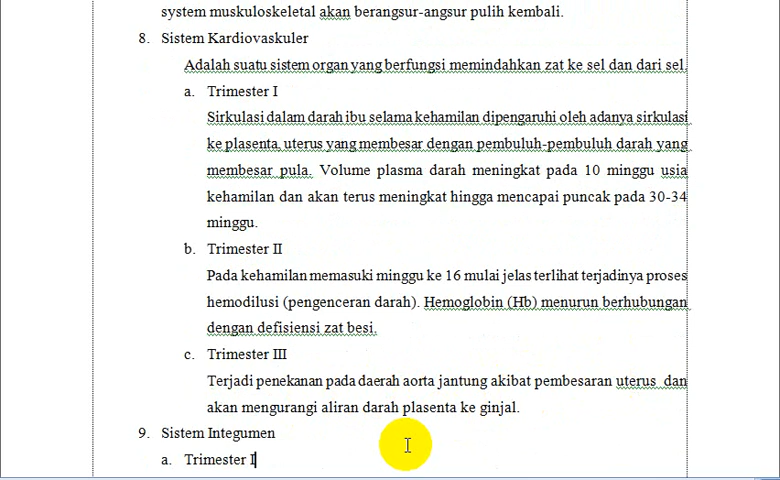 system muskuloskeletal akan berangsur-angsur pulih kembali.
8. Sistem Kardiovaskuler
Adalah suatu sistem organ yang berfungsi memindahkan zat ke sel dan dari sel.
a. Trimester I
Sirkulasi dalam darah ibu selama kehamilan dipengaruhi oleh adanya sirkulasi
ke plasenta, uterus yang membesar dengan pembuluh-pembuluh darah yang
membesar pula. Volume plasma darah meningkat pada 10 minggu usia
kehamilan dan akan terus meningkat hingga mencapai puncak pada 30-34
minggu.
b. Trimester II
Pada kehamilan memasuki minggu ke 16 mulai jelas terlihat terjadinya proses
hemodilusi (pengenceran darah). Hemoglobin (Hb) menurun berhubungan
dengan defisiensi zat besi.
c. Trimester III
Terjadi penekanan pada daerah aorta jantung akibat pembesaran uterus dan
akan mengurangi aliran darah plasenta ke ginjal.
9. Sistem Integumen
a. Trimester I